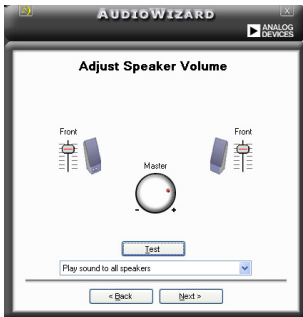 AUDIOWIZARD
X
ANALOG
DEVICES
Adjust Speaker Volume
Front
Front
Master
- +
Test
Play sound to all speakers
< Back
Next >